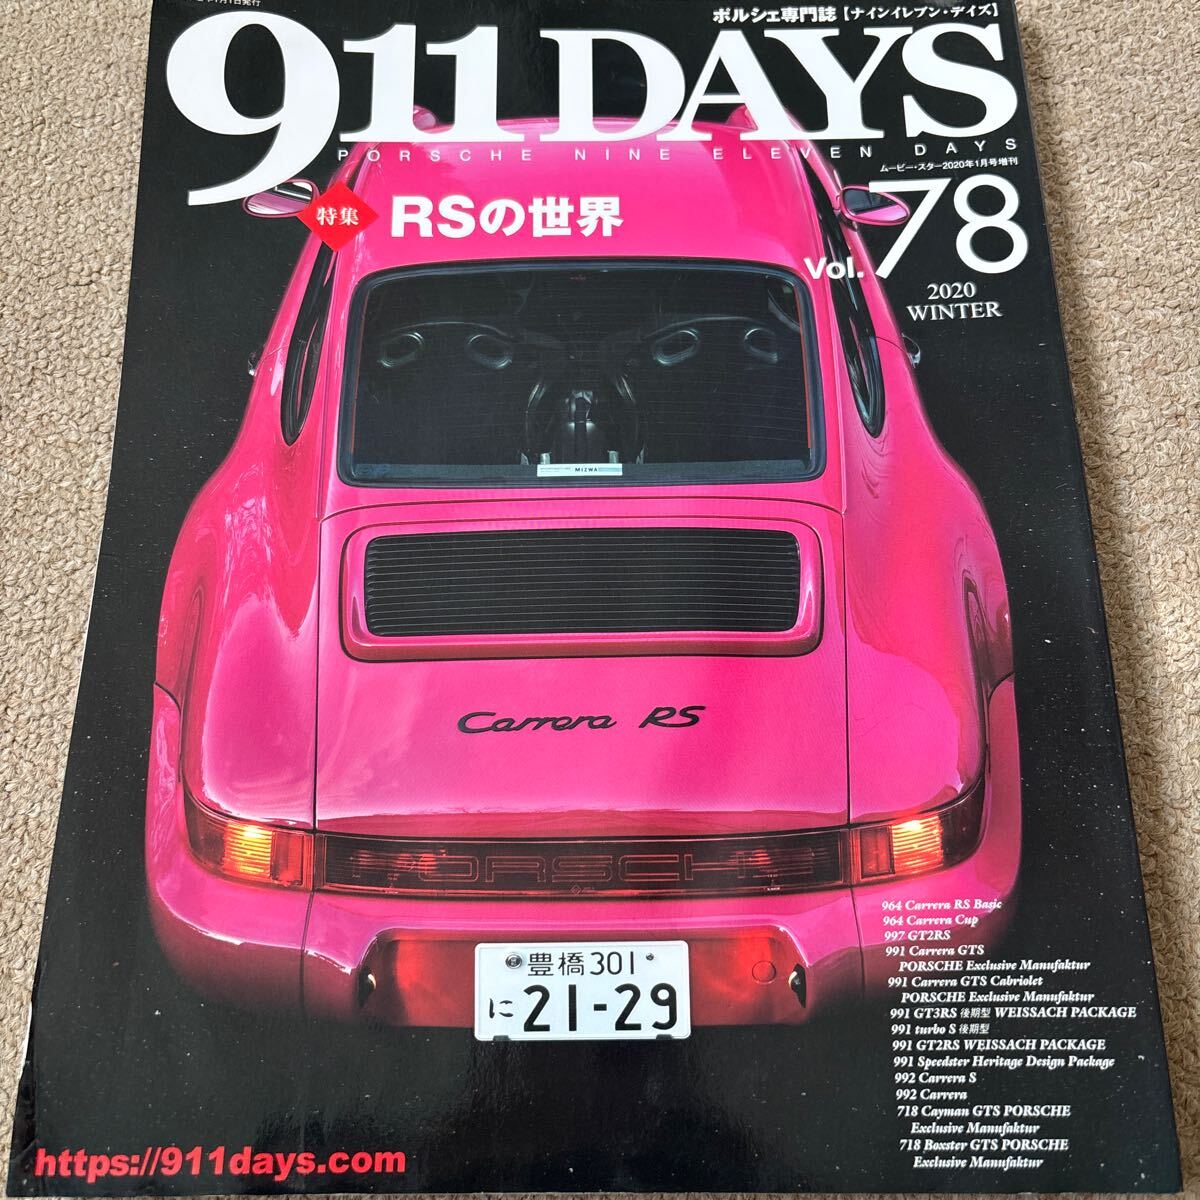 月1日発行
ポルシェ専門誌【ナインイレブン・デイズ】
911DAYS
PORSCHE NINE ELEVEN DAYS
ムービー・スター2020年1月号増刊
特集 RSの世界
Vol.78
2020
WINTER
MIZWA
Carrera RS
PORSCHE
豊橋 301
に 21-29
964 Carrera RS Basic
964 Carrera Cup
997 GT2RS
991 Carrera GTS
PORSCHE Exclusive Manufaktur
991 Carrera GTS Cabriolet
PORSCHE Exclusive Manufaktur
991 GT3RS 後期型 WEISSACH PACKAGE
991 turbo S 後期型
991 GT2RS WEISSACH PACKAGE
991 Speedster Heritage Design Package
992 Carrera S
992 Carrera
718 Cayman GTS PORSCHE
Exclusive Manufaktur
718 Boxster GTS PORSCHE
Exclusive Manufaktur
https://911days.com